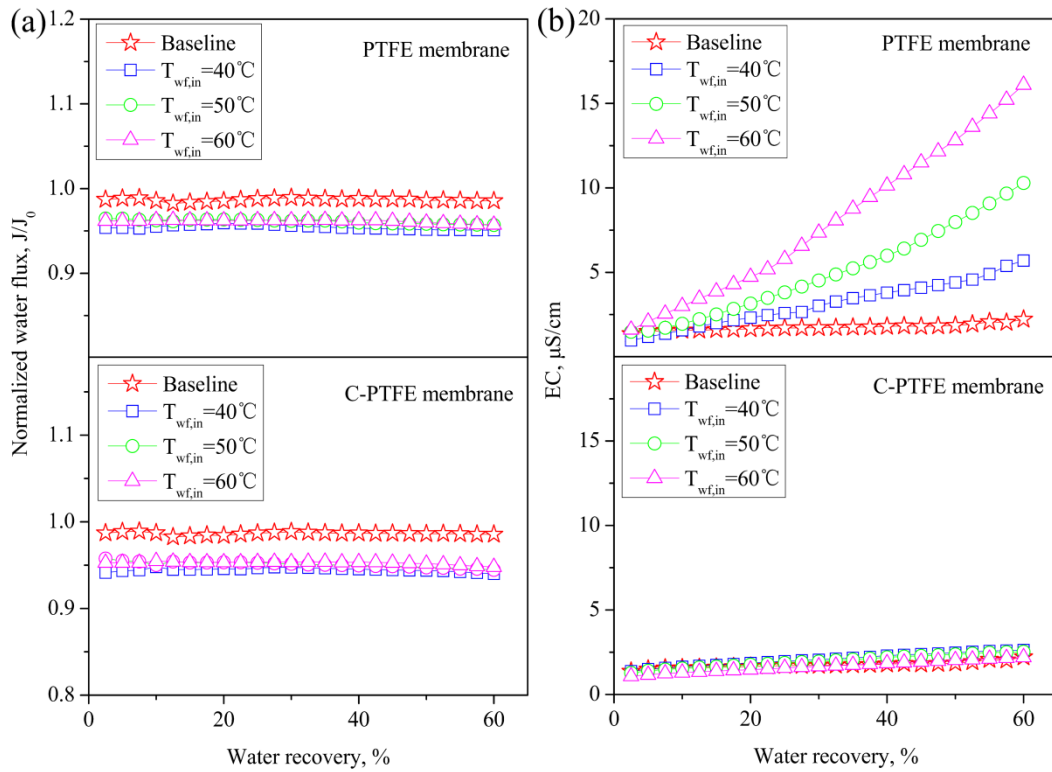 (a)
1.2
1.1
1.0
0.9
Baseline
T_wf,in=40℃
T_wf,in=50℃
T_wf,in=60℃
PTFE membrane
1.1
1.0
0.9
0.8
Baseline
T_wf,in=40℃
T_wf,in=50℃
T_wf,in=60℃
C-PTFE membrane
Normalized water flux, J/J_0
0 20 40 60
Water recovery, %
(b)
20
15
10
5
Baseline
T_wf,in=40℃
T_wf,in=50℃
T_wf,in=60℃
PTFE membrane
15
10
5
0
Baseline
T_wf,in=40℃
T_wf,in=50℃
T_wf,in=60℃
C-PTFE membrane
EC, μS/cm
0 20 40 60
Water recovery, %